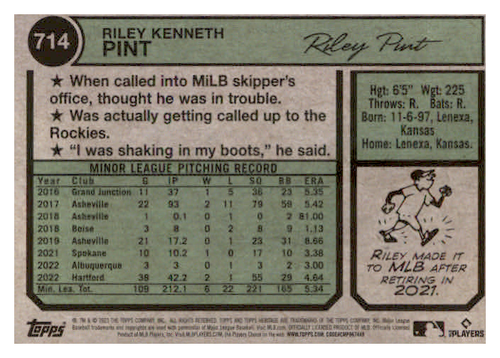 714
RILEY KENNETH
PINT
Riley Pint
★ When called into MiLB skipper's
office, thought he was in trouble.
★ Was actually getting called up to the
Rockies.
★ "I was shaking in my boots," he said.
Hgt: 6'5" Wgt: 225
Throws: R. Bats: R.
Born: 11-6-97, Lenexa,
Kansas
Home: Lenexa, Kansas.
MINOR LEAGUE PITCHING RECORD
Year Club G IP W L SO BB ERA
2016 Grand Junction 11 37 1 5 36 23 5.35
2017 Asheville 22 93 2 11 79 59 5.42
2018 Asheville 1 0.1 0 1 0 3 81.00
2018 Boise 3 8 0 2 8 9 1.13
2019 Asheville 21 17.2 0 1 23 31 8.66
2021 Spokane 10 10.2 1 0 17 10 3.38
2022 Albuquerque 3 3 0 1 3 2 3.00
2022 Hartford 38 42.2 2 1 55 29 4.64
Min. Lea. Tot. 109 212.1 6 22 221 165 5.34
RILEY MADE IT
TO MLB AFTER
RETIRING IN
2021.
TOPPS
MLB
PLAYERS